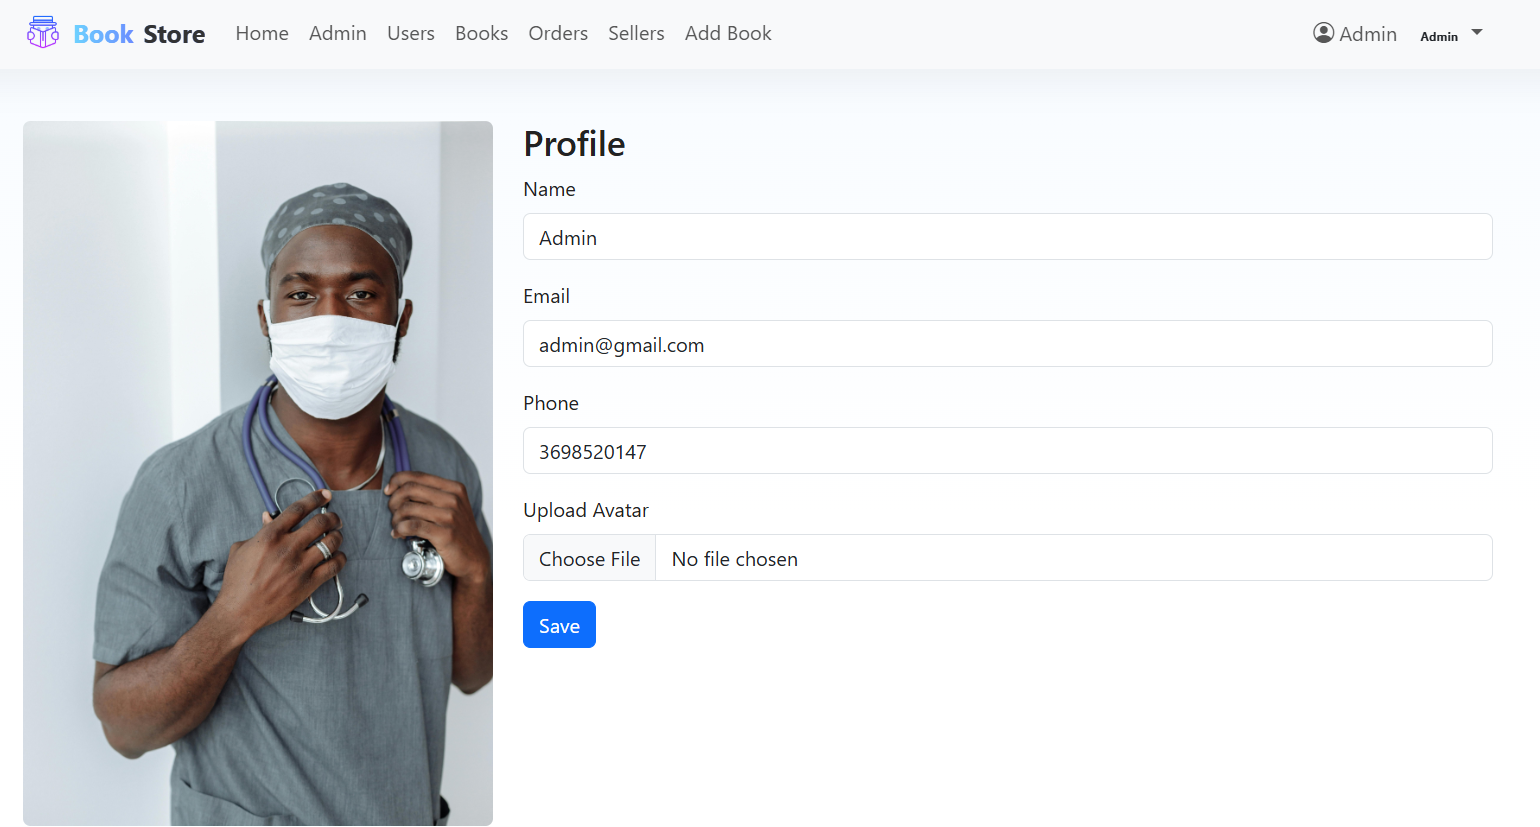 Book Store Home Admin Users Books Orders Sellers Add Book Admin Admin
Profile
Name
Admin
Email
admin@gmail.com
Phone
3698520147
Upload Avatar
Choose File No file chosen
Save